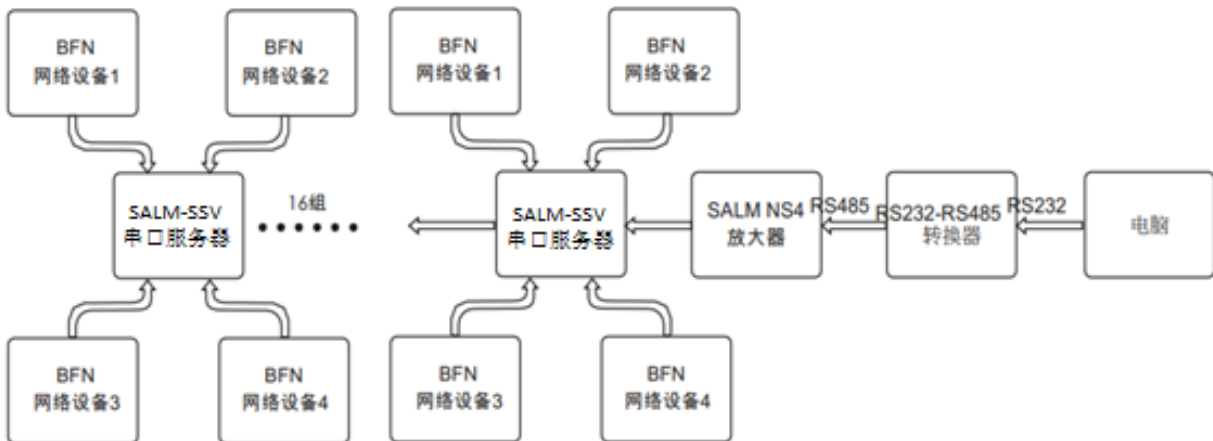 BFN
网络设备1
BFN
网络设备2
BFN
网络设备1
BFN
网络设备2
SALM-SSV
串口服务器
16组
SALM-SSV
串口服务器
SALM NS4
放大器
RS485
RS232-RS485
转换器
RS232
电脑
BFN
网络设备3
BFN
网络设备4
BFN
网络设备3
BFN
网络设备4